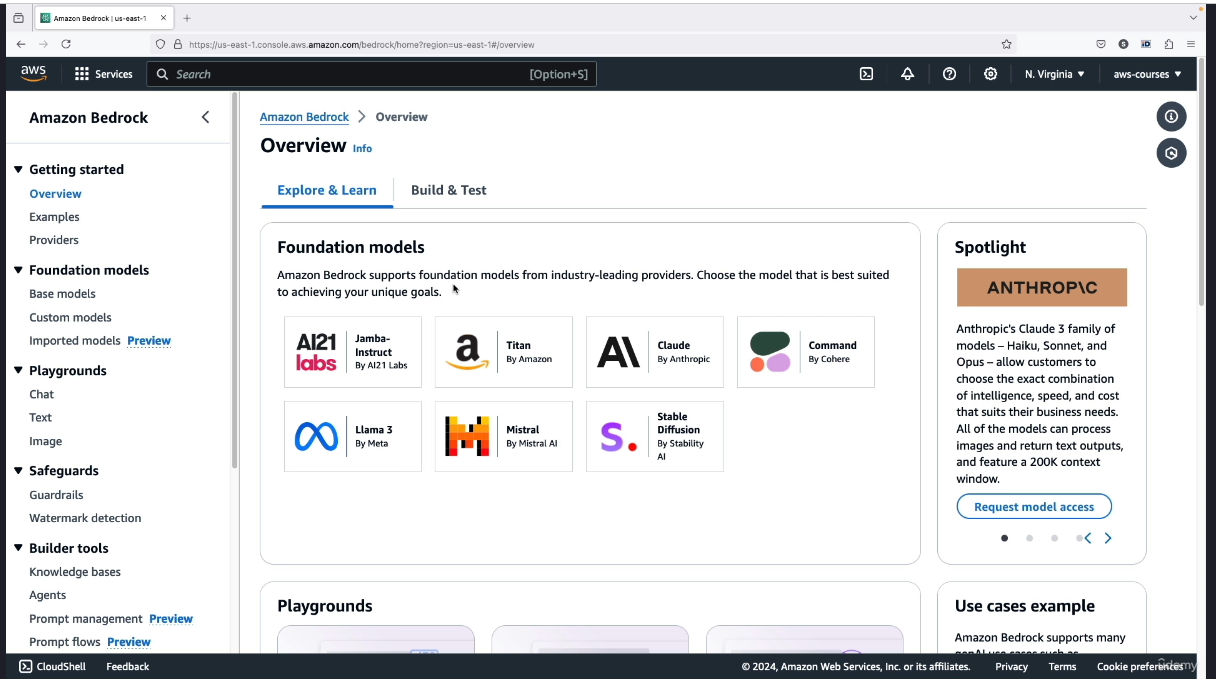 Amazon Bedrock | us-east-1
https://us-east-1.console.aws.amazon.com/bedrock/home?region=us-east-1#/overview
aws
Services
Search
[Option+S]
N. Virginia
aws-courses
Amazon Bedrock
Getting started
Overview
Examples
Providers
Foundation models
Base models
Custom models
Imported models Preview
Playgrounds
Chat
Text
Image
Safeguards
Guardrails
Watermark detection
Builder tools
Knowledge bases
Agents
Prompt management Preview
Prompt flows Preview
Amazon Bedrock > Overview
Overview Info
Explore & Learn
Build & Test
Foundation models
Amazon Bedrock supports foundation models from industry-leading providers. Choose the model that is best suited
to achieving your unique goals.
AI21
labs
Jamba-
Instruct
By AI21 Labs
a
Titan
By Amazon
Claude
By Anthropic
Command
By Cohere
Llama 3
By Meta
Mistral
By Mistral AI
S.
Stable
Diffusion
By Stability
AI
Spotlight
ANTHROP\C
Anthropic's Claude 3 family of
models – Haiku, Sonnet, and
Opus – allow customers to
choose the exact combination
of intelligence, speed, and cost
that suits their business needs.
All of the models can process
images and return text outputs,
and feature a 200K context
window.
Request model access
Playgrounds
Use cases example
Amazon Bedrock supports many
genAI use cases such as
CloudShell
Feedback
© 2024, Amazon Web Services, Inc. or its affiliates.
Privacy
Terms
Cookie preferences
ûdemy